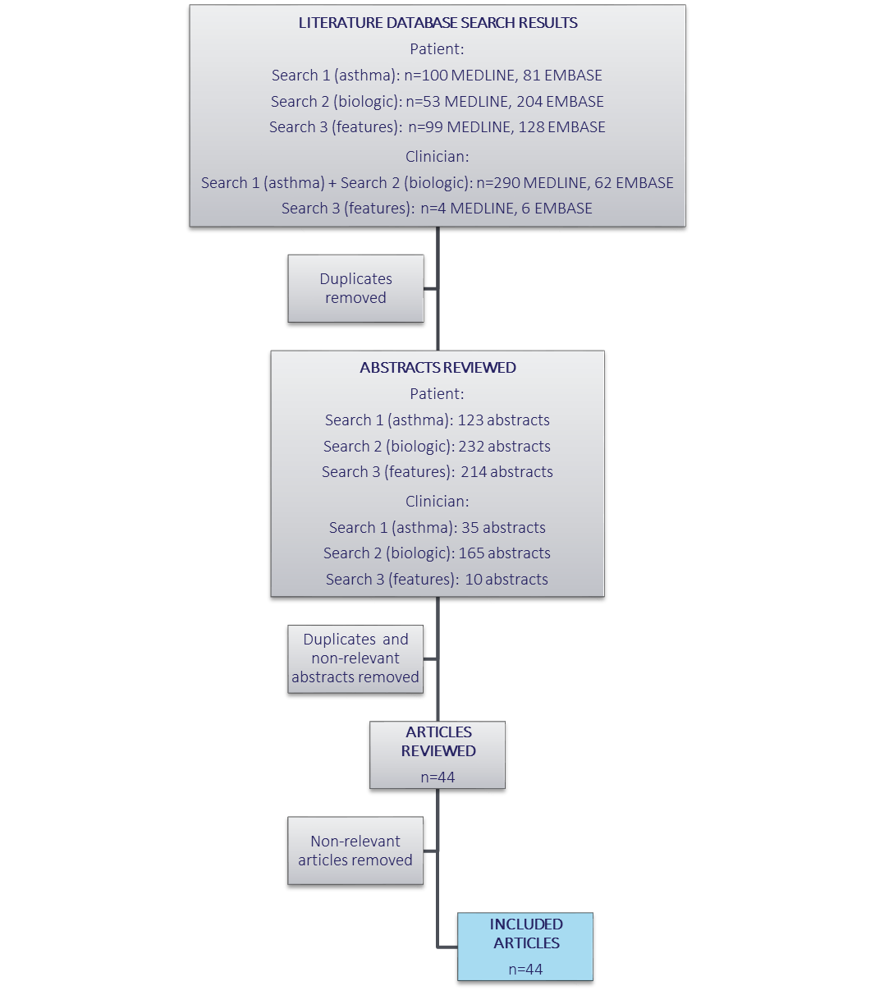 LITERATURE DATABASE SEARCH RESULTS
Patient:
Search 1 (asthma): n=100 MEDLINE, 81 EMBASE
Search 2 (biologic): n=53 MEDLINE, 204 EMBASE
Search 3 (features): n=99 MEDLINE, 128 EMBASE
Clinician:
Search 1 (asthma) + Search 2 (biologic): n=290 MEDLINE, 62 EMBASE
Search 3 (features): n=4 MEDLINE, 6 EMBASE
Duplicates
removed
ABSTRACTS REVIEWED
Patient:
Search 1 (asthma): 123 abstracts
Search 2 (biologic): 232 abstracts
Search 3 (features): 214 abstracts
Clinician:
Search 1 (asthma): 35 abstracts
Search 2 (biologic): 165 abstracts
Search 3 (features): 10 abstracts
Duplicates and
non-relevant
abstracts removed
ARTICLES
REVIEWED
n=44
Non-relevant
articles removed
INCLUDED
ARTICLES
n=44